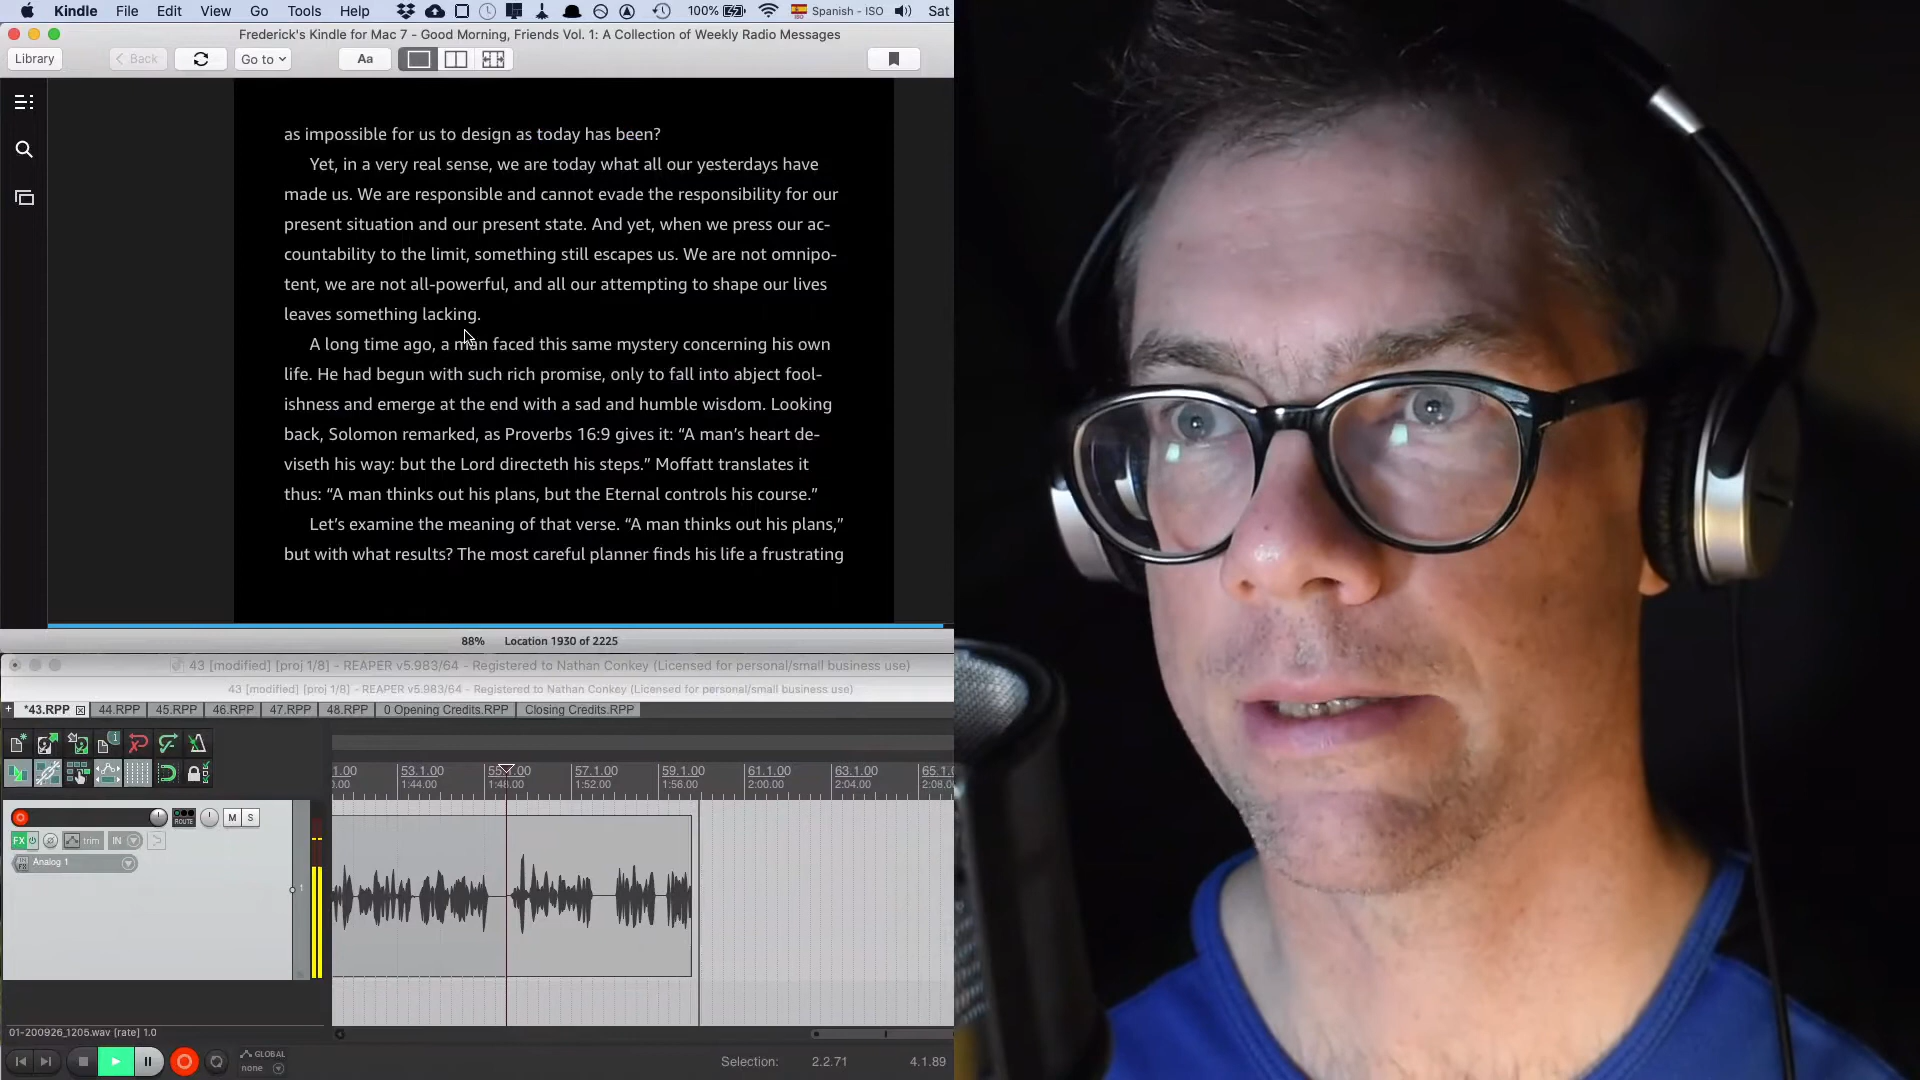 Kindle File Edit View Go Tools Help 100% Spanish - ISO Sat
Frederick's Kindle for Mac 7 - Good Morning, Friends Vol. 1: A Collection of Weekly Radio Messages
Library Back Go to Aa
as impossible for us to design as today has been?
Yet, in a very real sense, we are today what all our yesterdays have
made us. We are responsible and cannot evade the responsibility for our
present situation and our present state. And yet, when we press our ac-
countability to the limit, something still escapes us. We are not omnipo-
tent, we are not all-powerful, and all our attempting to shape our lives
leaves something lacking.
A long time ago, a man faced this same mystery concerning his own
life. He had begun with such rich promise, only to fall into abject fool-
ishness and emerge at the end with a sad and humble wisdom. Looking
back, Solomon remarked, as Proverbs 16:9 gives it: “A man’s heart de-
viseth his way: but the Lord directeth his steps.” Moffatt translates it
thus: “A man thinks out his plans, but the Eternal controls his course.”
Let’s examine the meaning of that verse. “A man thinks out his plans,”
but with what results? The most careful planner finds his life a frustrating
88% Location 1930 of 2225
43 [modified] [proj 1/8] - REAPER v5.983/64 - Registered to Nathan Conkey (Licensed for personal/small business use)
43 [modified] [proj 1/8] - REAPER v5.983/64 - Registered to Nathan Conkey (Licensed for personal/small business use)
+ *43.RPP 44.RPP 45.RPP 46.RPP 47.RPP 48.RPP 0 Opening Credits.RPP Closing Credits.RPP
1.00 53.1.00 57.1.00 59.1.00 61.1.00 63.1.00 65.1
0.00 1:44.00 1:48.00 1:52.00 1:56.00 2:00.00 2:04.00 2:08.0
ROUTE M S
FX trim IN
IN FX Analog 1
1
01-200926_1205.wav [rate] 1.0
GLOBAL
none
Selection: 2.2.71 4.1.89